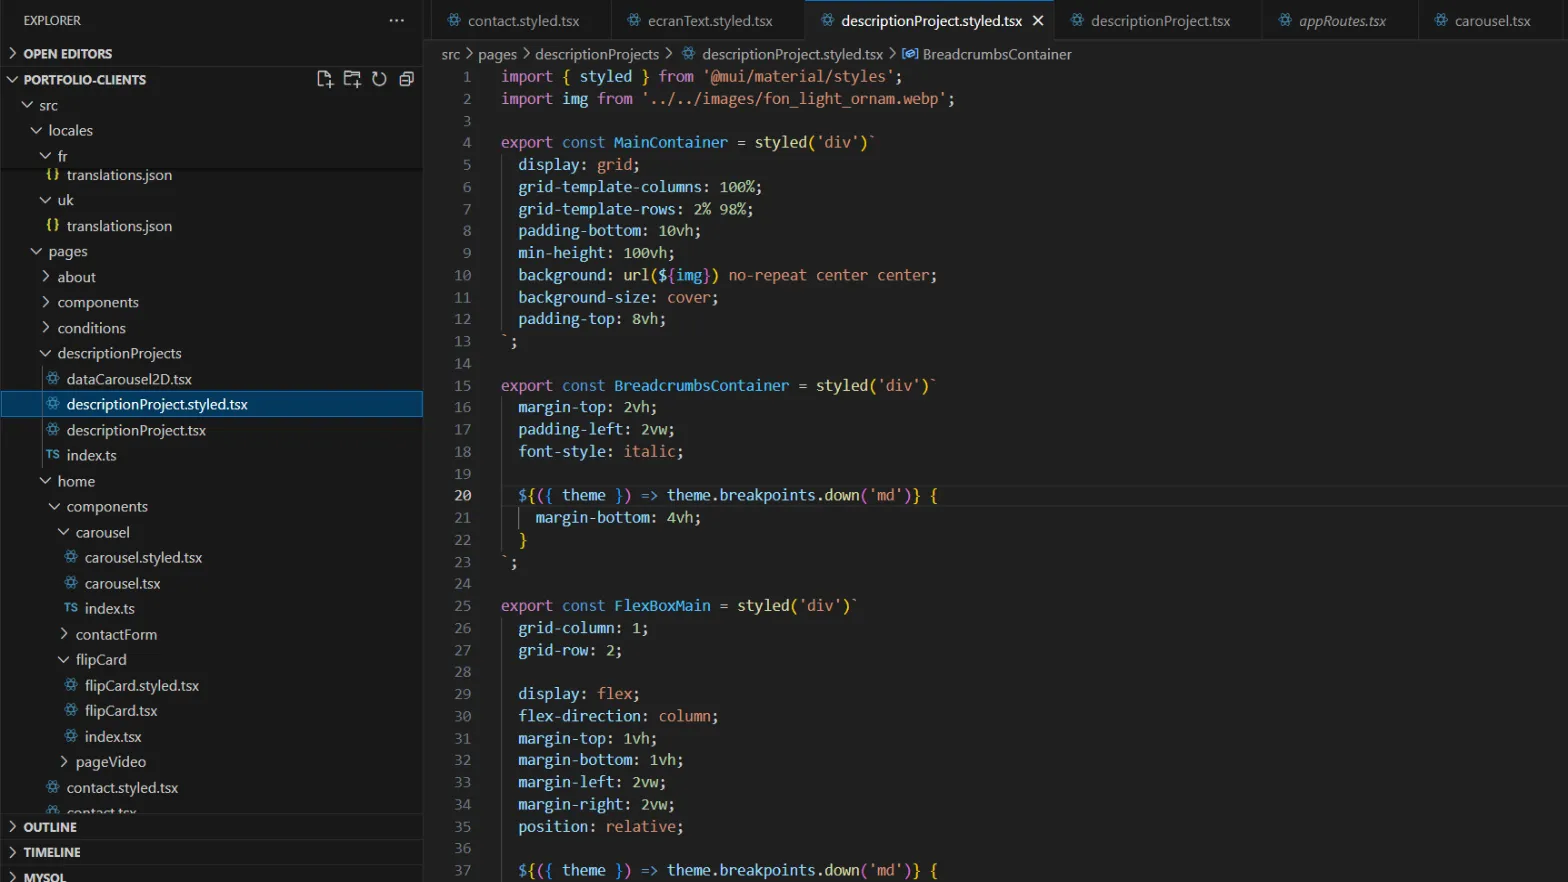 EXPLORER
OPEN EDITORS
PORTFOLIO-CLIENTS
src
locales
fr
{} translations.json
uk
{} translations.json
pages
about
components
conditions
descriptionProjects
dataCarousel2D.tsx
descriptionProject.styled.tsx
descriptionProject.tsx
TS index.ts
home
components
carousel
carousel.styled.tsx
carousel.tsx
TS index.ts
contactForm
flipCard
flipCard.styled.tsx
flipCard.tsx
index.tsx
pageVideo
contact.styled.tsx
contact.tsx
OUTLINE
TIMELINE
MYSQL
contact.styled.tsx ecranText.styled.tsx descriptionProject.styled.tsx descriptionProject.tsx appRoutes.tsx carousel.tsx
src > pages > descriptionProjects > descriptionProject.styled.tsx > BreadcrumbsContainer
1 import { styled } from '@mui/material/styles';
2 import img from '../../images/fon_light_ornam.webp';
3
4 export const MainContainer = styled('div')`
5 display: grid;
6 grid-template-columns: 100%;
7 grid-template-rows: 2% 98%;
8 padding-bottom: 10vh;
9 min-height: 100vh;
10 background: url(${img}) no-repeat center center;
11 background-size: cover;
12 padding-top: 8vh;
13 `;
14
15 export const BreadcrumbsContainer = styled('div')`
16 margin-top: 2vh;
17 padding-left: 2vw;
18 font-style: italic;
19
20 ${({ theme }) => theme.breakpoints.down('md')} {
21 margin-bottom: 4vh;
22 }
23 `;
24
25 export const FlexBoxMain = styled('div')`
26 grid-column: 1;
27 grid-row: 2;
28
29 display: flex;
30 flex-direction: column;
31 margin-top: 1vh;
32 margin-bottom: 1vh;
33 margin-left: 2vw;
34 margin-right: 2vw;
35 position: relative;
36
37 ${({ theme }) => theme.breakpoints.down('md')} {